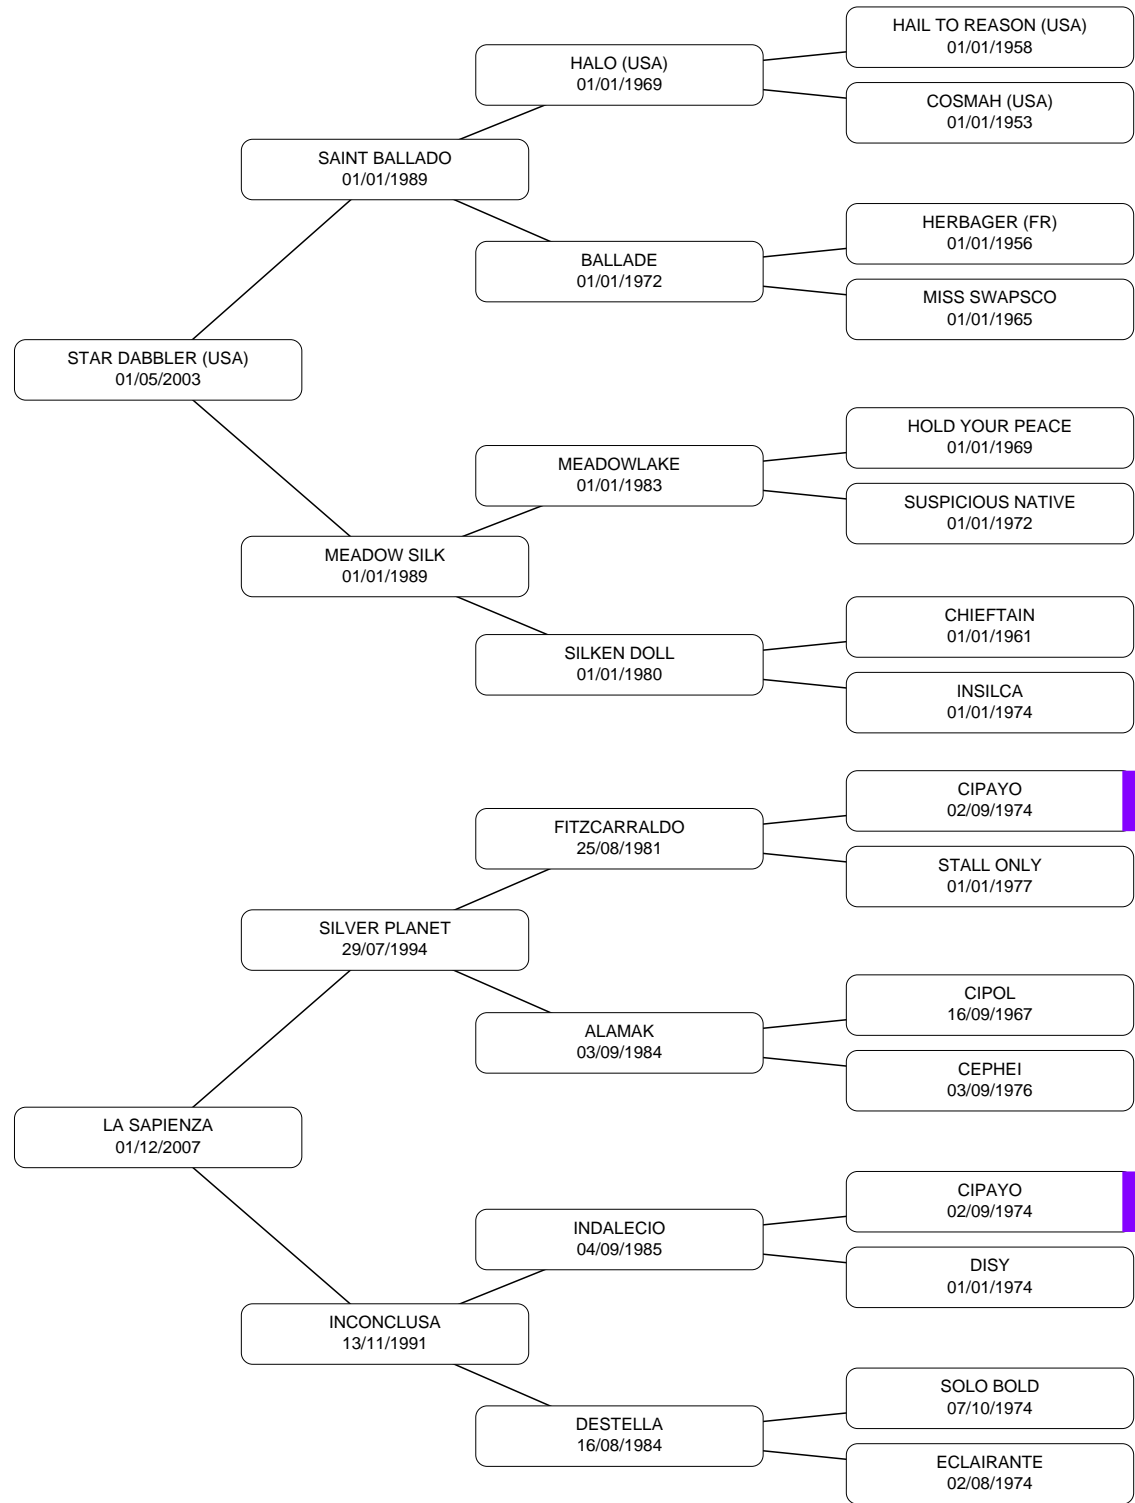 HAIL TO REASON (USA)
01/01/1958
HALO (USA)
01/01/1969
COSMAH (USA)
01/01/1953
SAINT BALLADO
01/01/1989
HERBAGER (FR)
01/01/1956
BALLADE
01/01/1972
MISS SWAPSCO
01/01/1965
STAR DABBLER (USA)
01/05/2003
HOLD YOUR PEACE
01/01/1969
MEADOWLAKE
01/01/1983
SUSPICIOUS NATIVE
01/01/1972
MEADOW SILK
01/01/1989
CHIEFTAIN
01/01/1961
SILKEN DOLL
01/01/1980
INSILCA
01/01/1974
CIPAYO
02/09/1974
FITZCARRALDO
25/08/1981
STALL ONLY
01/01/1977
SILVER PLANET
29/07/1994
CIPOL
16/09/1967
ALAMAK
03/09/1984
CEPHEI
03/09/1976
LA SAPIENZA
01/12/2007
CIPAYO
02/09/1974
INDALECIO
04/09/1985
DISY
01/01/1974
INCONCLUSA
13/11/1991
SOLO BOLD
07/10/1974
DESTELLA
16/08/1984
ECLAIRANTE
02/08/1974